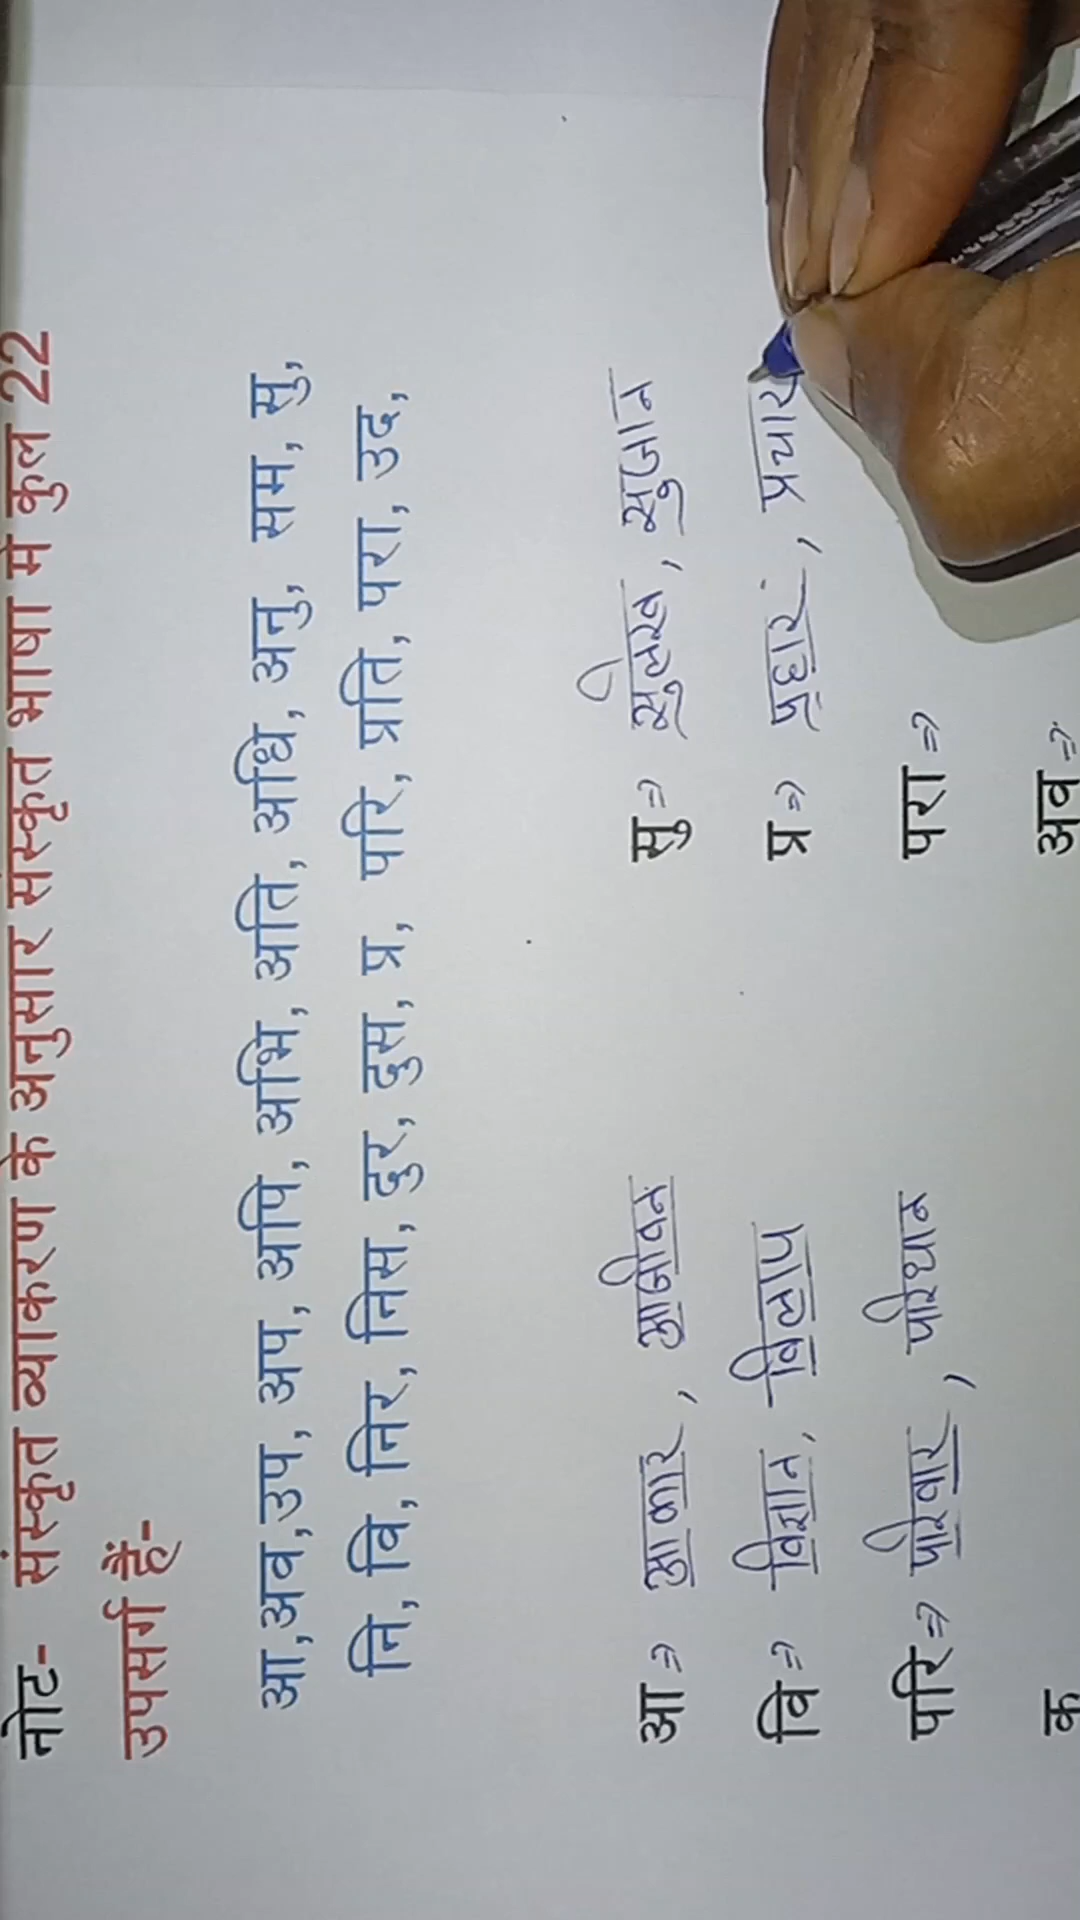 नोट- संस्कृत व्याकरण के अनुसार संस्कृत भाषा में कुल 22
उपसर्ग हैं-
आ,अव,उप, अप, अपि, अभि, अति, अधि, अनु, सम, सु,
नि, वि, निर, निस, दुर, दुस, प्र, परि, प्रति, परा, उद,
आ ⇒ आकार, आजीवन सु ⇒ सुलेख, सुजान
वि ⇒ विज्ञान, विलाप प्र ⇒ प्रहार, प्रचार
परि ⇒ परिवार, परिधान परा ⇒
अव ⇒